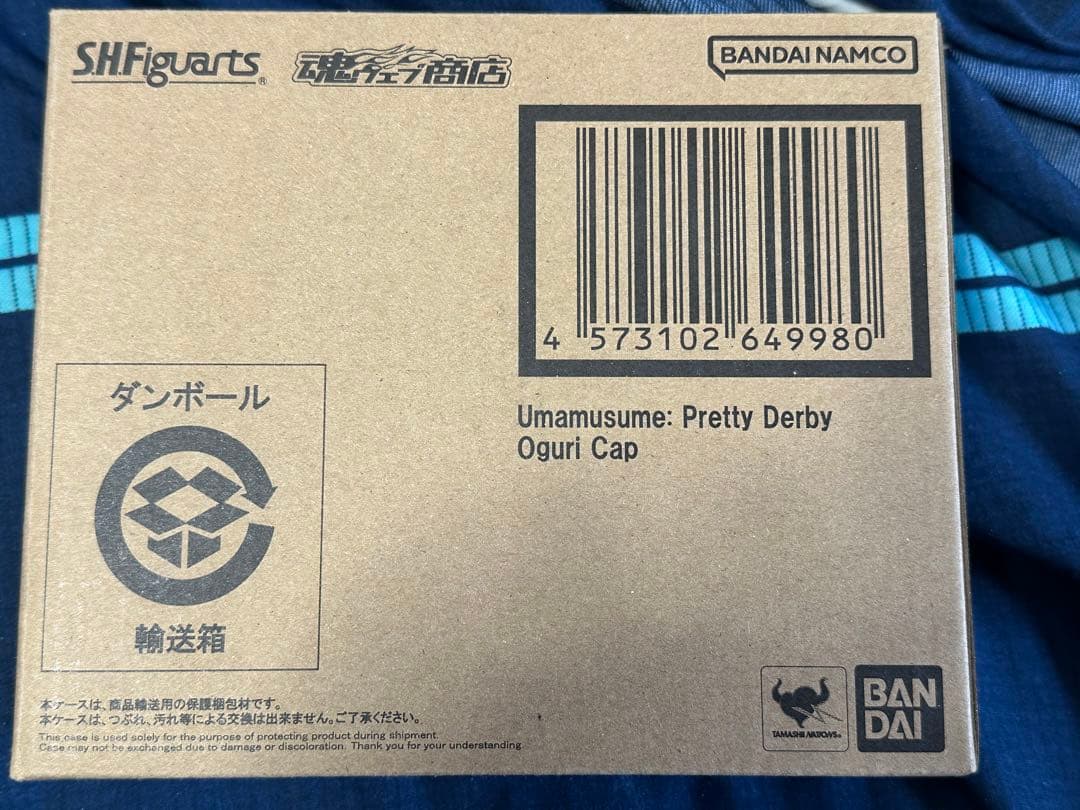 S.H.Figuarts®
魂ウェブ商店
BANDAI NAMCO
4 573102 649980
Umamusume: Pretty Derby
Oguri Cap
ダンボール
輸送箱
本ケースは、商品輸送用の保護梱包材です。
本ケースは、つぶれ、汚れ等による交換は出来ません。ご了承ください。
This case is used solely for the purpose of protecting product during shipment.
Case may not be exchanged due to damage or discoloration. Thank you for your understanding
TAMASHII NATIONS®
BAN
DAI